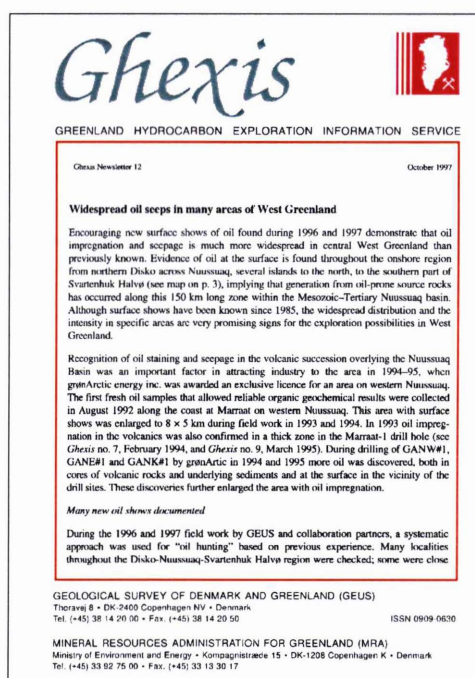 Ghexis
GREENLAND HYDROCARBON EXPLORATION INFORMATION SERVICE
Ghexis Newsletter 12 October 1997
Widespread oil seeps in many areas of West Greenland
Encouraging new surface shows of oil found during 1996 and 1997 demonstrate that oil
impregnation and seepage is much more widespread in central West Greenland than
previously known. Evidence of oil at the surface is found throughout the onshore region
from northern Disko across Nuussuaq, several islands to the north, to the southern part of
Svartenhuk Halvø (see map on p. 3), implying that generation from oil-prone source rocks
has occurred along this 150 km long zone within the Mesozoic–Tertiary Nuussuaq basin.
Although surface shows have been known since 1985, the widespread distribution and the
intensity in specific areas are very promising signs for the exploration possibilities in West
Greenland.
Recognition of oil staining and seepage in the volcanic succession overlying the Nuussuaq
Basin was an important factor in attracting industry to the area in 1994–95, when
grønArctic energy inc. was awarded an exclusive licence for an area on western Nuussuaq.
The first fresh oil samples that allowed reliable organic geochemical results were collected
in August 1992 along the coast at Marraat on western Nuussuaq. This area with surface
shows was enlarged to 8 × 5 km during field work in 1993 and 1994. In 1993 oil impreg-
nation in the volcanics was also confirmed in a thick zone in the Marraat-1 drill hole (see
Ghexis no. 7, February 1994, and Ghexis no. 9, March 1995). During drilling of GANW#1,
GANE#1 and GANK#1 by grønArctic in 1994 and 1995 more oil was discovered, both in
cores of volcanic rocks and underlying sediments and at the surface in the vicinity of the
drill sites. These discoveries further enlarged the area with oil impregnation.
Many new oil shows documented
During the 1996 and 1997 field work by GEUS and collaboration partners, a systematic
approach was used for "oil hunting" based on previous experience. Many localities
throughout the Disko-Nuussuaq-Svartenhuk Halvø region were checked; some were close
GEOLOGICAL SURVEY OF DENMARK AND GREENLAND (GEUS)
Thoravej 8 • DK-2400 Copenhagen NV • Denmark
Tel. (+45) 38 14 20 00 • Fax. (+45) 38 14 20 50 ISSN 0909-0630
MINERAL RESOURCES ADMINISTRATION FOR GREENLAND (MRA)
Ministry of Environment and Energy • Kompagnistræde 15 • DK-1208 Copenhagen K • Denmark
Tel. (+45) 33 92 75 00 • Fax. (+45) 33 13 30 17